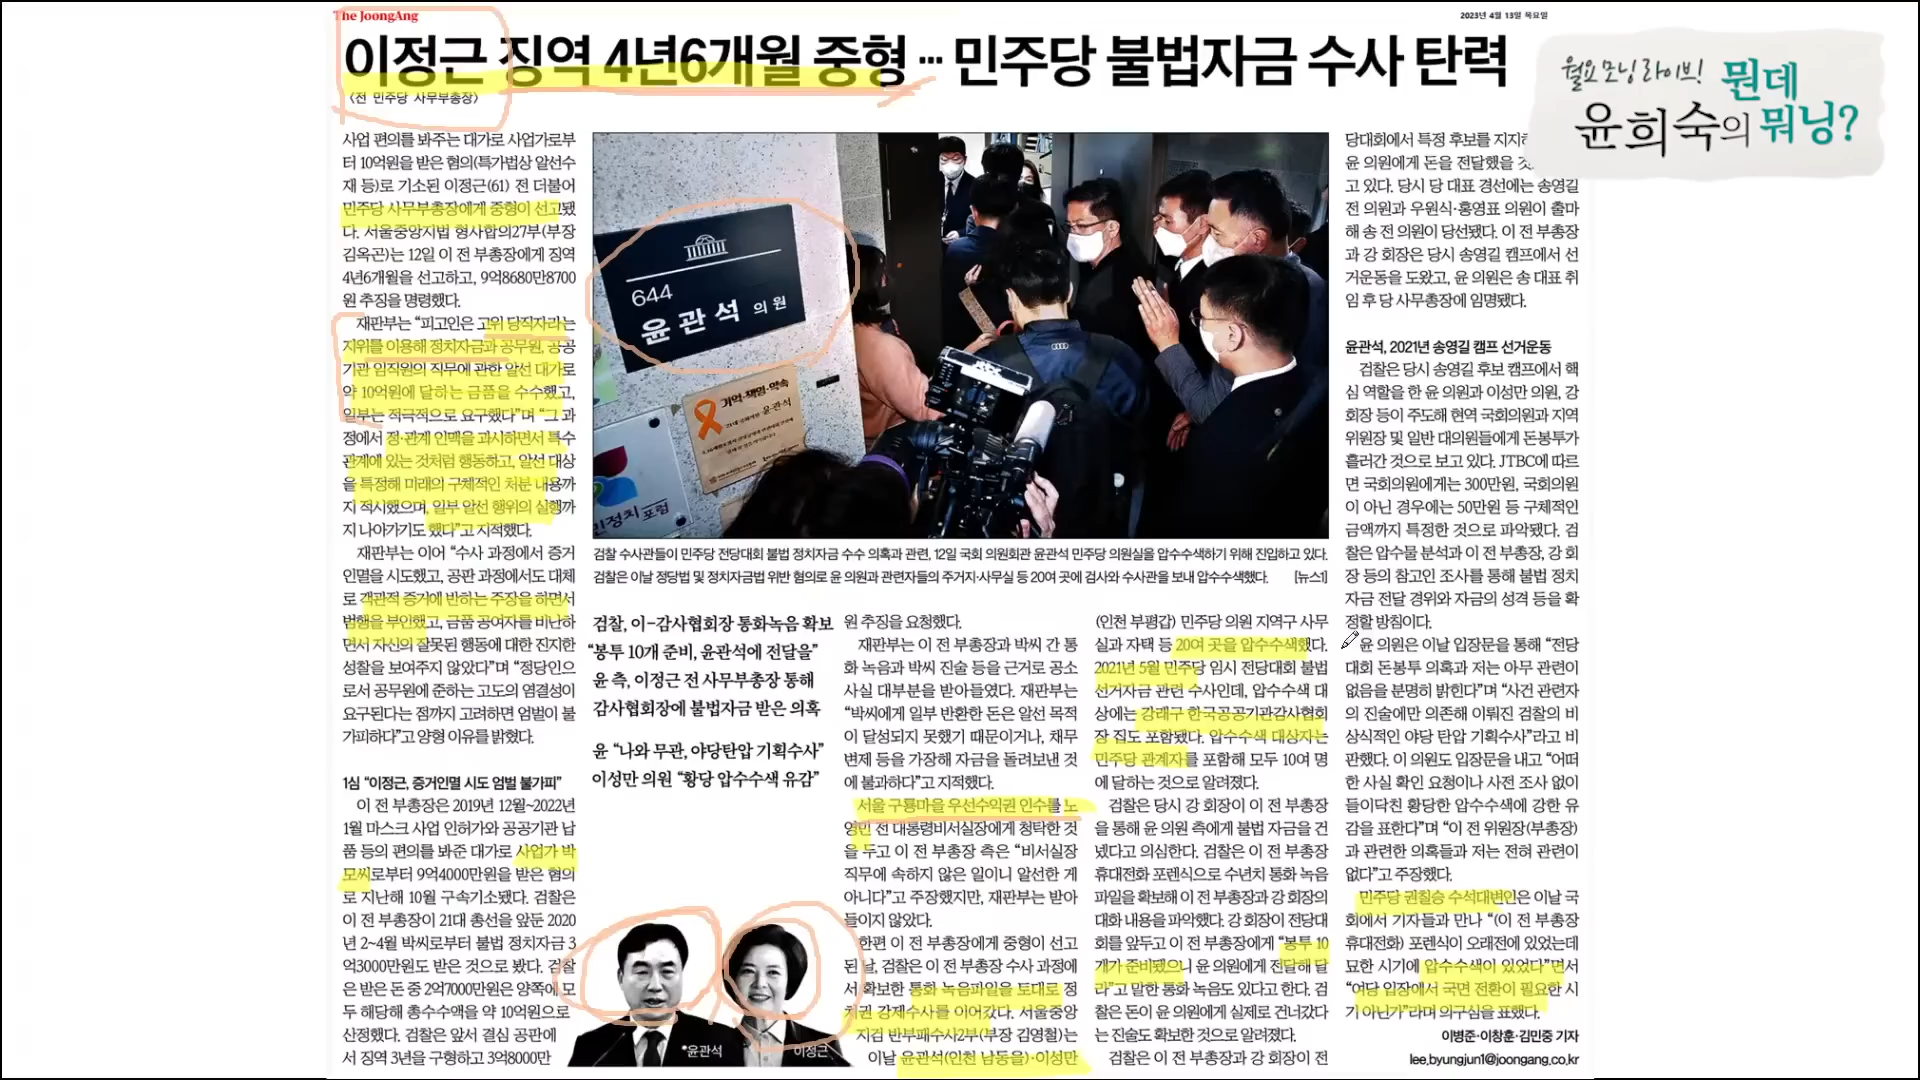 The JoongAng
2023년 4월 13일 목요일
이정근 징역 4년6개월 중형 … 민주당 불법자금 수사 탄력
〈전 민주당 사무부총장〉
월요 모닝 라이브! 뭔데
윤희숙의 뭐닝?
사업 편의를 봐주는 대가로 사업가로부
터 10억원을 받은 혐의(특가법상 알선수
재 등)로 기소된 이정근(61) 전 더불어
민주당 사무부총장에게 중형이 선고됐
다. 서울중앙지법 형사합의27부(부장
김옥곤)는 12일 이 전 부총장에게 징역
4년6개월을 선고하고, 9억8680만8700
원 추징을 명령했다.
재판부는 “피고인은 고위 당직자라는
지위를 이용해 정치자금과 공무원, 공공
기관 임직원의 직무에 관한 알선 대가로
약 10억원에 달하는 금품을 수수했고,
일부는 적극적으로 요구했다”며 “그 과
정에서 정·관계 인맥을 과시하면서 특수
관계에 있는 것처럼 행동하고, 알선 대상
을 특정해 미래의 구체적인 처분 내용까
지 적시했으며, 일부 알선 행위의 실행까
지 나아가기도 했다”고 지적했다.
재판부는 이어 “수사 과정에서 증거
인멸을 시도했고, 공판 과정에서도 대체
로 객관적 증거에 반하는 주장을 하면서
범행을 부인했고, 금품 공여자를 비난하
면서 자신의 잘못된 행동에 대한 진지한
성찰을 보여주지 않았다”며 “정당인으
로서 공무원에 준하는 고도의 염결성이
요구된다는 점까지 고려하면 엄벌이 불
가피하다”고 양형 이유를 밝혔다.
1심 “이정근, 증거인멸 시도 엄벌 불가피”
이 전 부총장은 2019년 12월~2022년
1월 마스크 사업 인허가와 공공기관 납
품 등의 편의를 봐준 대가로 사업가 박
모씨로부터 9억4000만원을 받은 혐의
로 지난해 10월 구속기소됐다. 검찰은
이 전 부총장이 21대 총선을 앞둔 2020
년 2~4월 박씨로부터 불법 정치자금 3
억3000만원도 받은 것으로 봤다. 검찰
은 받은 돈 중 2억7000만원은 양쪽에 모
두 해당해 총수수액을 약 10억원으로
산정했다. 검찰은 앞서 결심 공판에
서 징역 3년을 구형하고 3억8000만
644
윤관석 의원
기억·책임·약속
윤관석
민정치포럼
검찰 수사관들이 민주당 전당대회 불법 정치자금 수수 의혹과 관련, 12일 국회 의원회관 윤관석 민주당 의원실을 압수수색하기 위해 진입하고 있다.
검찰은 이날 정당법 및 정치자금법 위반 혐의로 윤 의원과 관련자들의 주거지·사무실 등 20여 곳에 검사와 수사관을 보내 압수수색했다. [뉴스1]
검찰, 이-감사협회장 통화녹음 확보
“봉투 10개 준비, 윤관석에 전달을”
윤 측, 이정근 전 사무부총장 통해
감사협회장에 불법자금 받은 의혹
윤 “나와 무관, 야당탄압 기획수사”
이성만 의원 “황당 압수수색 유감”
*윤관석
이정근
원 추징을 요청했다.
재판부는 이 전 부총장과 박씨 간 통
화 녹음과 박씨 진술 등을 근거로 공소
사실 대부분을 받아들였다. 재판부는
“박씨에게 일부 반환한 돈은 알선 목적
이 달성되지 못했기 때문이거나, 채무
변제 등을 가장해 자금을 돌려보낸 것
에 불과하다”고 지적했다.
서울 구룡마을 우선수익권 인수를 노
영민 전 대통령비서실장에게 청탁한 것
을 두고 이 전 부총장 측은 “비서실장
직무에 속하지 않은 일이니 알선한 게
아니다”고 주장했지만, 재판부는 받아
들이지 않았다.
한편 이 전 부총장에게 중형이 선고
된 날, 검찰은 이 전 부총장 수사 과정에
서 확보한 통화 녹음파일을 토대로 정
치권 강제수사를 이어갔다. 서울중앙
지검 반부패수사2부(부장 김영철)는
이날 윤관석(인천 남동을)·이성만
(인천 부평갑) 민주당 의원 지역구 사무
실과 자택 등 20여 곳을 압수수색했다.
2021년 5월 민주당 임시 전당대회 불법
선거자금 관련 수사인데, 압수수색 대
상에는 강래구 한국공공기관감사협회
장 집도 포함됐다. 압수수색 대상자는
민주당 관계자를 포함해 모두 10여 명
에 달하는 것으로 알려졌다.
검찰은 당시 강 회장이 이 전 부총장
을 통해 윤 의원 측에게 불법 자금을 건
넸다고 의심한다. 검찰은 이 전 부총장
휴대전화 포렌식으로 수년치 통화 녹음
파일을 확보해 이 전 부총장과 강 회장의
대화 내용을 파악했다. 강 회장이 전당대
회를 앞두고 이 전 부총장에게 “봉투 10
개가 준비됐으니 윤 의원에게 전달해 달
라”고 말한 통화 녹음도 있다고 한다. 검
찰은 돈이 윤 의원에게 실제로 건너갔다
는 진술도 확보한 것으로 알려졌다.
검찰은 이 전 부총장과 강 회장이 전
당대회에서 특정 후보를 지지하
윤 의원에게 돈을 전달했을 것
고 있다. 당시 당 대표 경선에는 송영길
전 의원과 우원식·홍영표 의원이 출마
해 송 전 의원이 당선됐다. 이 전 부총장
과 강 회장은 당시 송영길 캠프에서 선
거운동을 도왔고, 윤 의원은 송 대표 취
임 후 당 사무총장에 임명됐다.
윤관석, 2021년 송영길 캠프 선거운동
검찰은 당시 송영길 후보 캠프에서 핵
심 역할을 한 윤 의원과 이성만 의원, 강
회장 등이 주도해 현역 국회의원과 지역
위원장 및 일반 대의원들에게 돈봉투가
흘러간 것으로 보고 있다. JTBC에 따르
면 국회의원에게는 300만원, 국회의원
이 아닌 경우에는 50만원 등 구체적인
금액까지 특정한 것으로 파악됐다. 검
찰은 압수물 분석과 이 전 부총장, 강 회
장 등의 참고인 조사를 통해 불법 정치
자금 전달 경위와 자금의 성격 등을 확
정할 방침이다.
윤 의원은 이날 입장문을 통해 “전당
대회 돈봉투 의혹과 저는 아무 관련이
없음을 분명히 밝힌다”며 “사건 관련자
의 진술에만 의존해 이뤄진 검찰의 비
상식적인 야당 탄압 기획수사”라고 비
판했다. 이 의원도 입장문을 내고 “어떠
한 사실 확인 요청이나 사전 조사 없이
들이닥친 황당한 압수수색에 강한 유
감을 표한다”며 “이 전 위원장(부총장)
과 관련한 의혹들과 저는 전혀 관련이
없다”고 주장했다.
민주당 권칠승 수석대변인은 이날 국
회에서 기자들과 만나 “(이 전 부총장
휴대전화) 포렌식이 오래전에 있었는데
묘한 시기에 압수수색이 있었다”면서
“여당 입장에서 국면 전환이 필요한 시
기 아닌가”라며 의구심을 표했다.
이병준·이창훈·김민중 기자
lee.byungjun1@joongang.co.kr